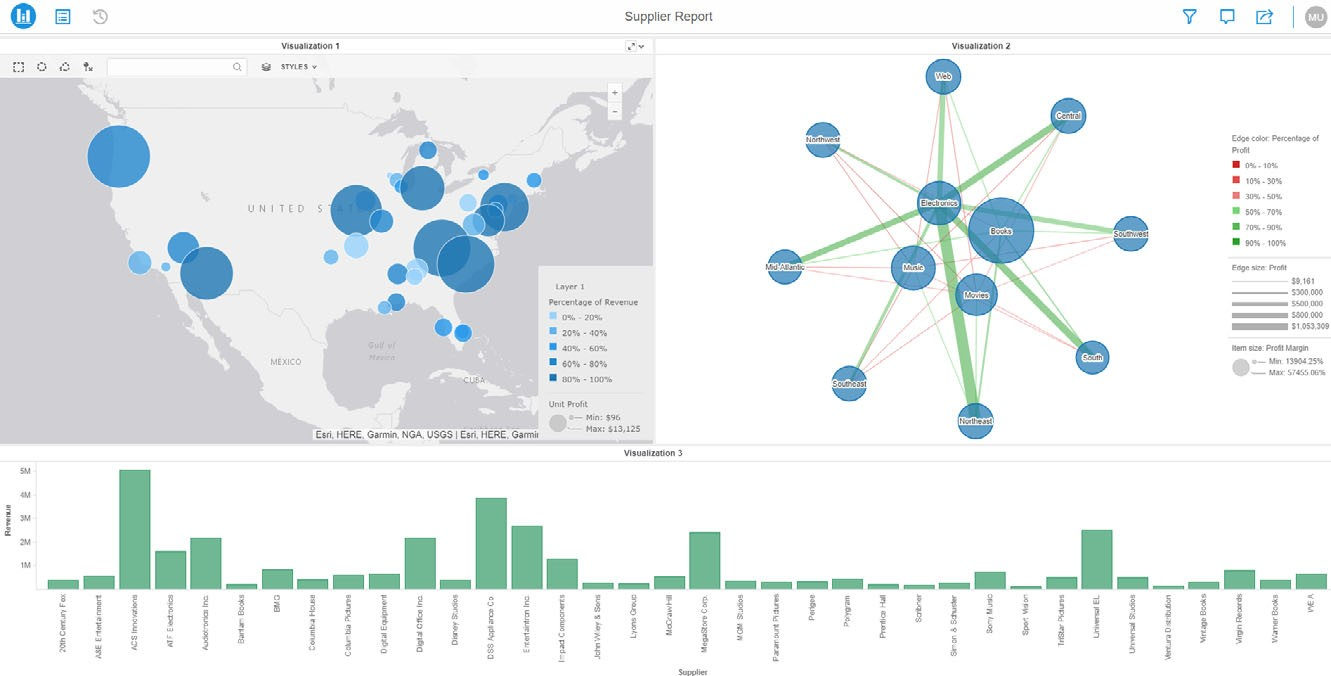 Supplier Report
MU
Visualization 1
STYLES
+
−
UNITED STAT
MEXICO
Gulf of
Mexico
CUBA
Layer 1
Percentage of Revenue
0% - 20%
20% - 40%
40% - 60%
60% - 80%
80% - 100%
Unit Profit
Min: $96
Max: $13,125
Esri, HERE, Garmin, NGA, USGS | Esri, HERE, Garmin
Visualization 2
Web
Central
Northwest
Electronics
Books
Southwest
Mid-Atlantic
Music
Movies
South
Southeast
Northeast
Edge color: Percentage of
Profit
0% - 10%
10% - 30%
30% - 50%
50% - 70%
70% - 90%
90% - 100%
Edge size: Profit
$9,161
$300,000
$500,000
$800,000
$1,053,309
Item size: Profit Margin
Min: 13904.25%
Max: 57455.06%
Visualization 3
Revenue
5M
4M
3M
2M
1M
20th Century Fox
A&E Entertainment
ACS Innovations
ATF Electronics
Audiotronics Inc.
Bantam Books
BMG
Columbia House
Columbia Pictures
Digital Equipment
Digital Office Inc.
Disney Studios
DSS Appliance Co
Entertaintron Inc.
Impact Components
John Wiley & Sons
Lyons Group
McGraw Hill
MegaStore Corp.
MGM Studios
Paramount Pictures
Perigee
Polygram
Prentice Hall
Scribner
Simon & Schuster
Sony Music
Sport Vision
TriStar Pictures
Universal EL.
Universal Studios
Ventura Distribution
Vintage Books
Virgin Records
Warner Books
WEA
Supplier